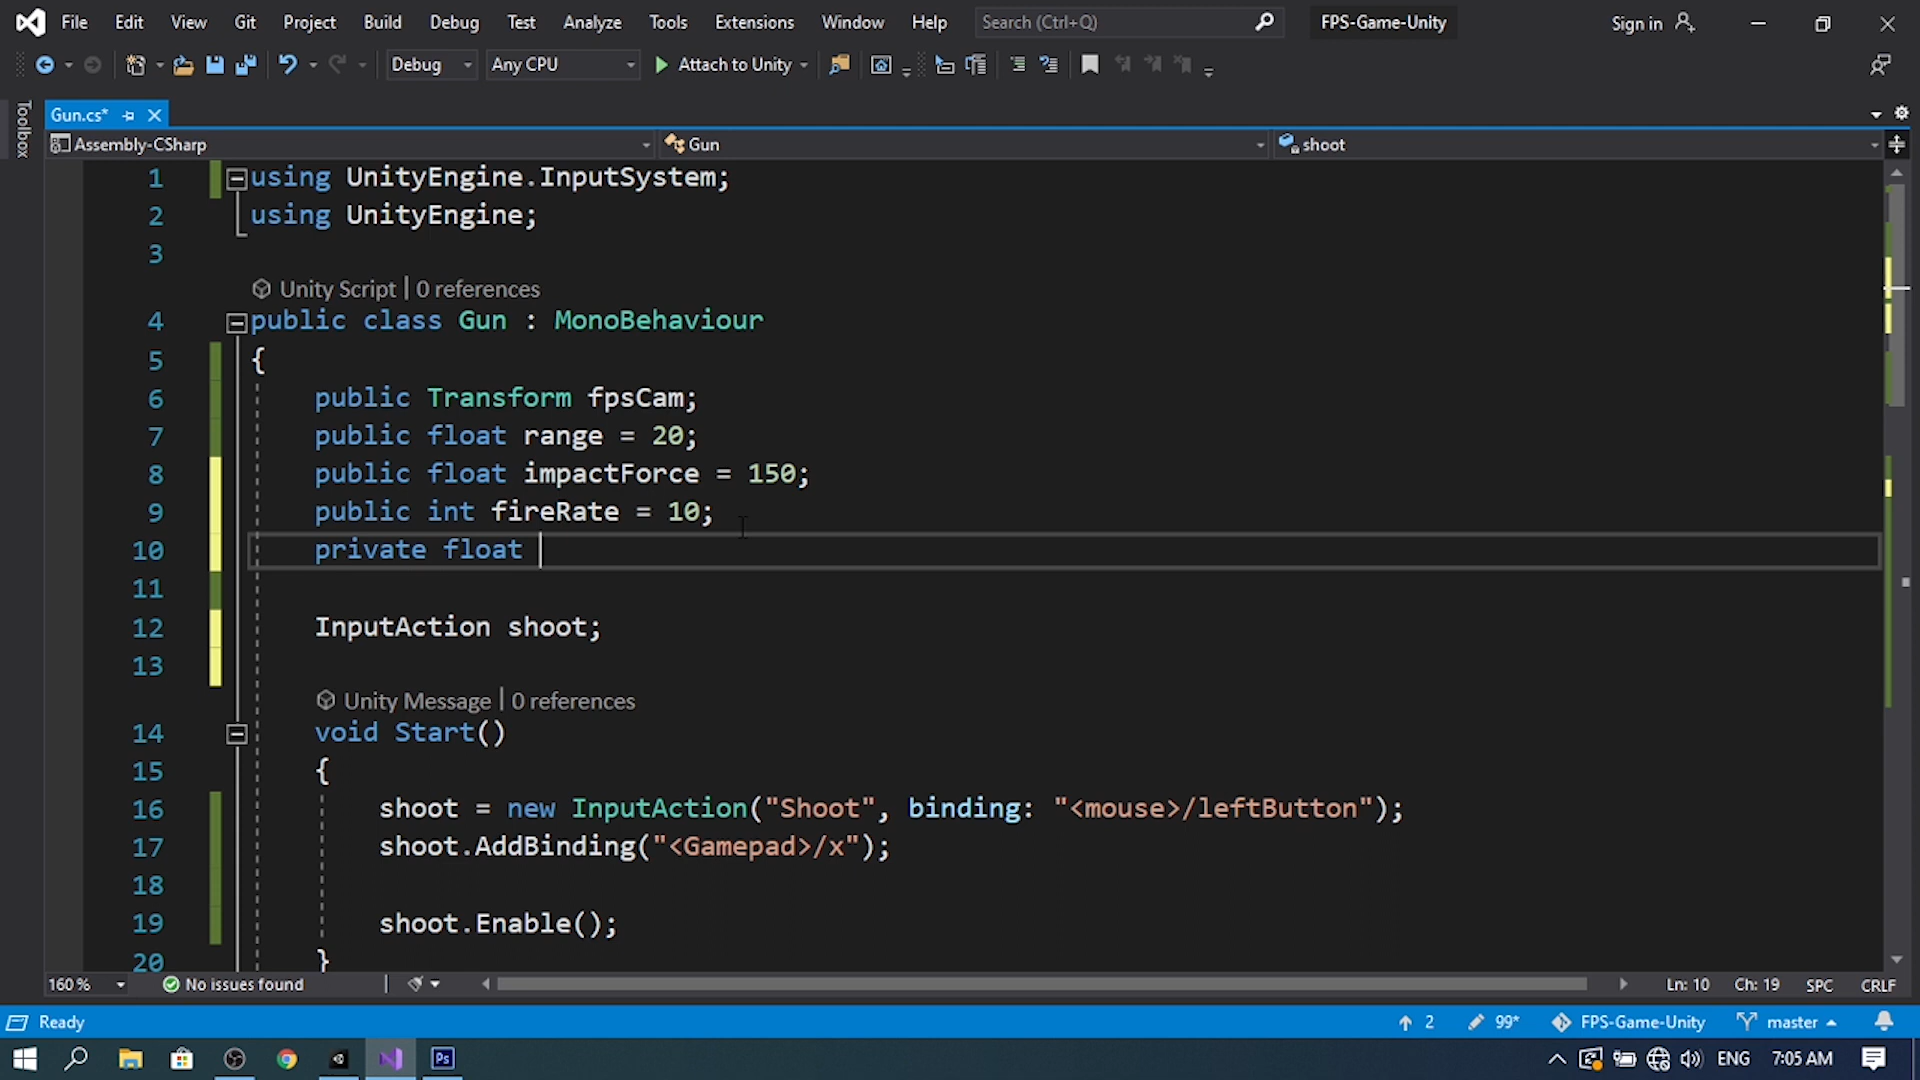 File Edit View Git Project Build Debug Test Analyze Tools Extensions Window Help Search (Ctrl+Q) FPS-Game-Unity Sign in
Debug Any CPU Attach to Unity
Toolbox
Gun.cs*
Assembly-CSharp Gun shoot
1 using UnityEngine.InputSystem;
2 using UnityEngine;
3
Unity Script | 0 references
4 public class Gun : MonoBehaviour
5 {
6 public Transform fpsCam;
7 public float range = 20;
8 public float impactForce = 150;
9 public int fireRate = 10;
10 private float
11
12 InputAction shoot;
13
Unity Message | 0 references
14 void Start()
15 {
16 shoot = new InputAction("Shoot", binding: "<mouse>/leftButton");
17 shoot.AddBinding("<Gamepad>/x");
18
19 shoot.Enable();
20 }
160 % No issues found Ln: 10 Ch: 19 SPC CRLF
Ready 2 99* FPS-Game-Unity master
Ps ENG 7:05 AM